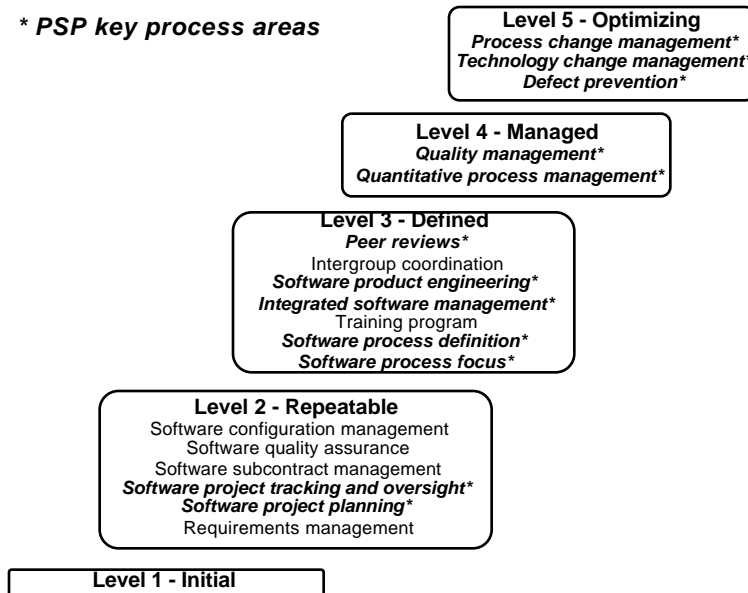 * PSP key process areas
Level 5 - Optimizing
Process change management*
Technology change management*
Defect prevention*
Level 4 - Managed
Quality management*
Quantitative process management*
Level 3 - Defined
Peer reviews*
Intergroup coordination
Software product engineering*
Integrated software management*
Training program
Software process definition*
Software process focus*
Level 2 - Repeatable
Software configuration management
Software quality assurance
Software subcontract management
Software project tracking and oversight*
Software project planning*
Requirements management
Level 1 - Initial